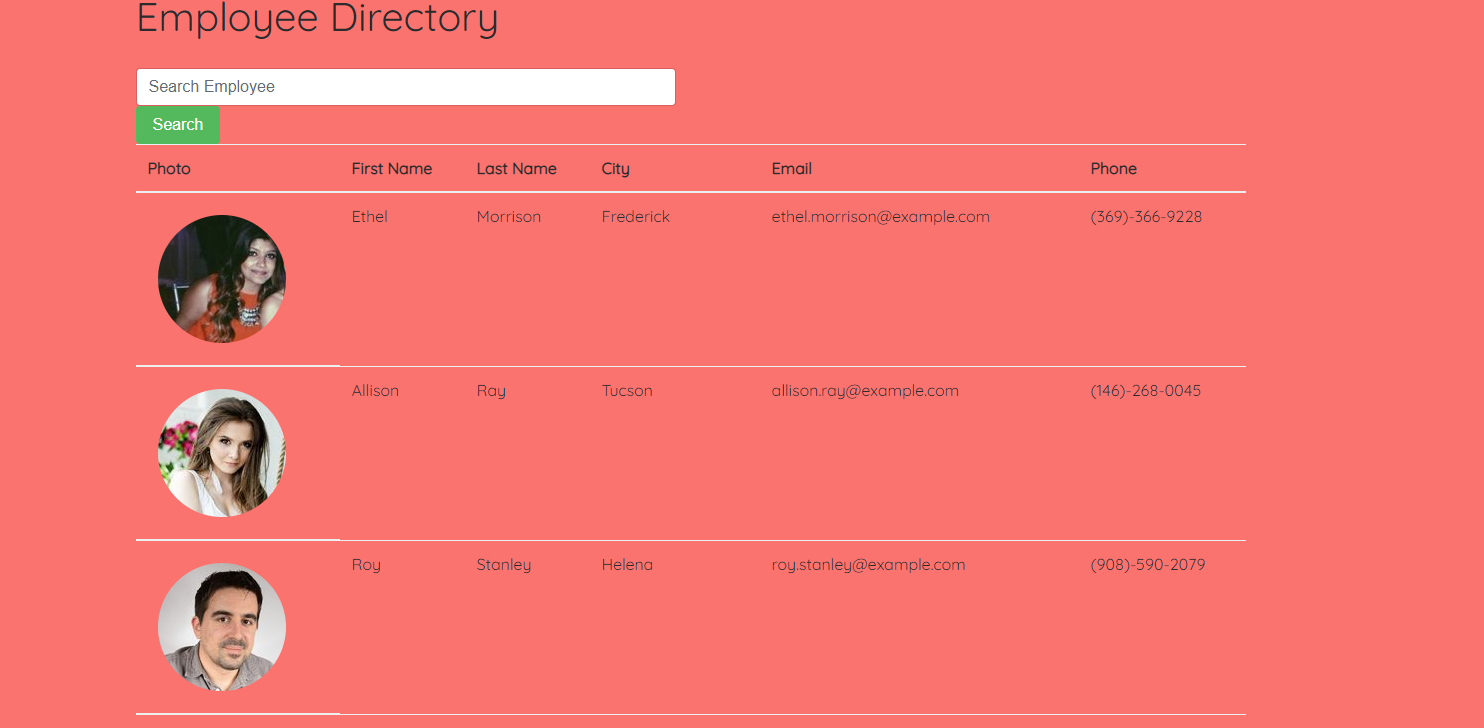 Employee Directory
Search Employee
Search
Photo First Name Last Name City Email Phone
Ethel Morrison Frederick ethel.morrison@example.com (369)-366-9228
Allison Ray Tucson allison.ray@example.com (146)-268-0045
Roy Stanley Helena roy.stanley@example.com (908)-590-2079